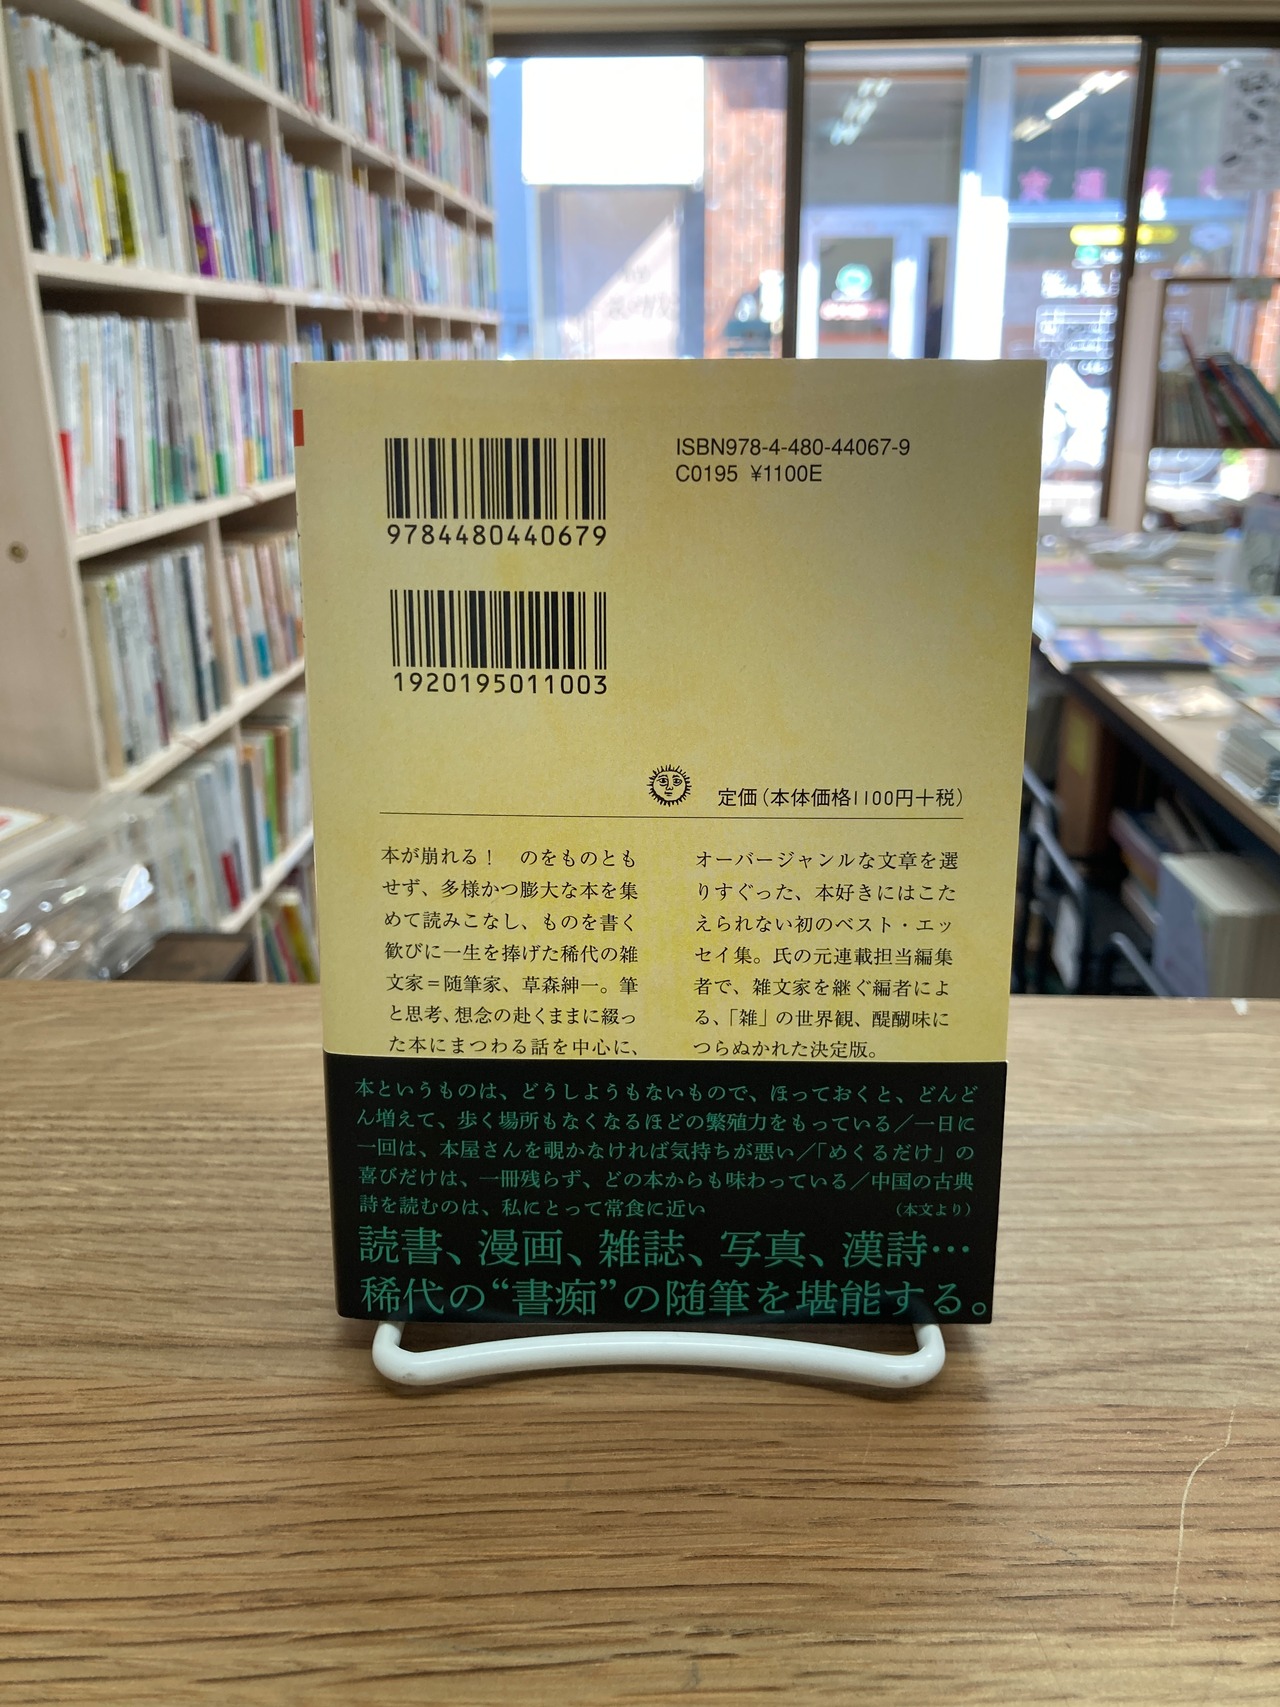 ISBN978-4-480-44067-9
C0195 ¥1100E
9784480440679
1920195011003
定価(本体価格1100円+税)
本が崩れる！　のをものとも
せず、多様かつ膨大な本を集
めて読みこなし、ものを書く
歓びに一生を捧げた稀代の雑
文家＝随筆家、草森紳一。筆
と思考、想念の赴くままに綴っ
た本にまつわる話を中心に、
オーバージャンルな文章を選
りすぐった、本好きにはこた
えられない初のベスト・エッ
セイ集。氏の元連載担当編集
者で、雑文家を継ぐ編者によ
る、「雑」の世界観、醍醐味に
つらぬかれた決定版。
本というものは、どうしようもないもので、ほっておくと、どんど
ん増えて、歩く場所もなくなるほどの繁殖力をもっている／一日に
一回は、本屋さんを覗かなければ気持ちが悪い／「めくるだけ」の
喜びだけは、一冊残らず、どの本からも味わっている／中国の古典
詩を読むのは、私にとって常食に近い （本文より）
読書、漫画、雑誌、写真、漢詩…
稀代の“書痴”の随筆を堪能する。